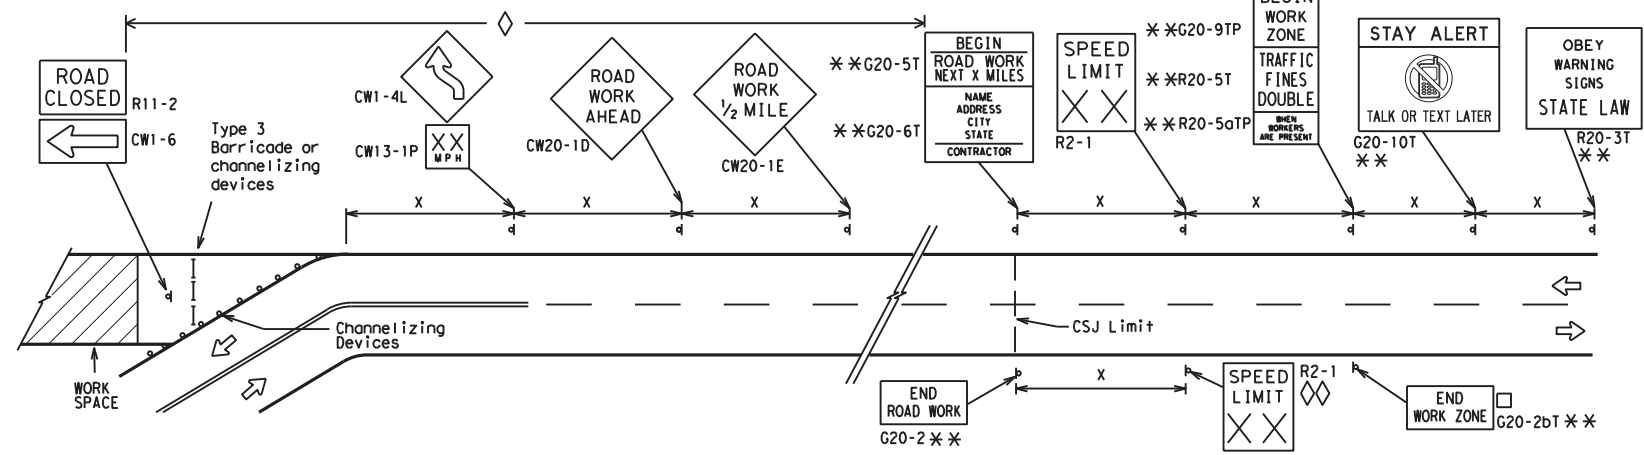 ROAD
CLOSED
R11-2
CW1-6
Type 3
Barricade or
channelizing
devices
CW1-4L
XX
MPH
CW13-1P
ROAD
WORK
AHEAD
CW20-1D
ROAD
WORK
1/2 MILE
CW20-1E
**G20-5T
BEGIN
ROAD WORK
NEXT X MILES
**G20-6T
NAME
ADDRESS
CITY
STATE
CONTRACTOR
SPEED
LIMIT
XX
R2-1
**G20-9TP
BEGIN
WORK
ZONE
**R20-5T
TRAFFIC
FINES
DOUBLE
**R20-5aTP
WHEN
WORKERS
ARE PRESENT
STAY ALERT
TALK OR TEXT LATER
G20-10T
**
OBEY
WARNING
SIGNS
STATE LAW
R20-3T
**
X
X
X
X
X
X
X
Channelizing
Devices
WORK
SPACE
CSJ Limit
X
END
ROAD WORK
G20-2**
SPEED
LIMIT
XX
R2-1
END
WORK ZONE
G20-2bT **